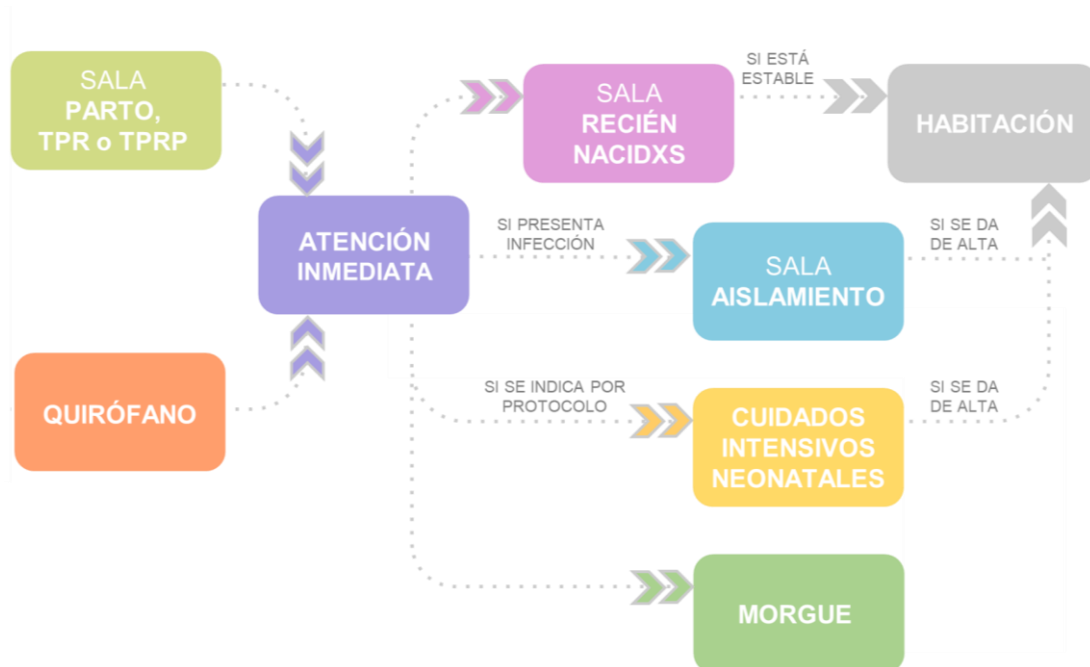 SALA
PARTO,
TPR o TPRP
SALA
RECIÉN
NACIDXS
SI ESTÁ
ESTABLE
HABITACIÓN
ATENCIÓN
INMEDIATA
SI PRESENTA
INFECCIÓN
SALA
AISLAMIENTO
SI SE DA
DE ALTA
QUIRÓFANO
SI SE INDICA POR
PROTOCOLO
CUIDADOS
INTENSIVOS
NEONATALES
SI SE DA
DE ALTA
MORGUE